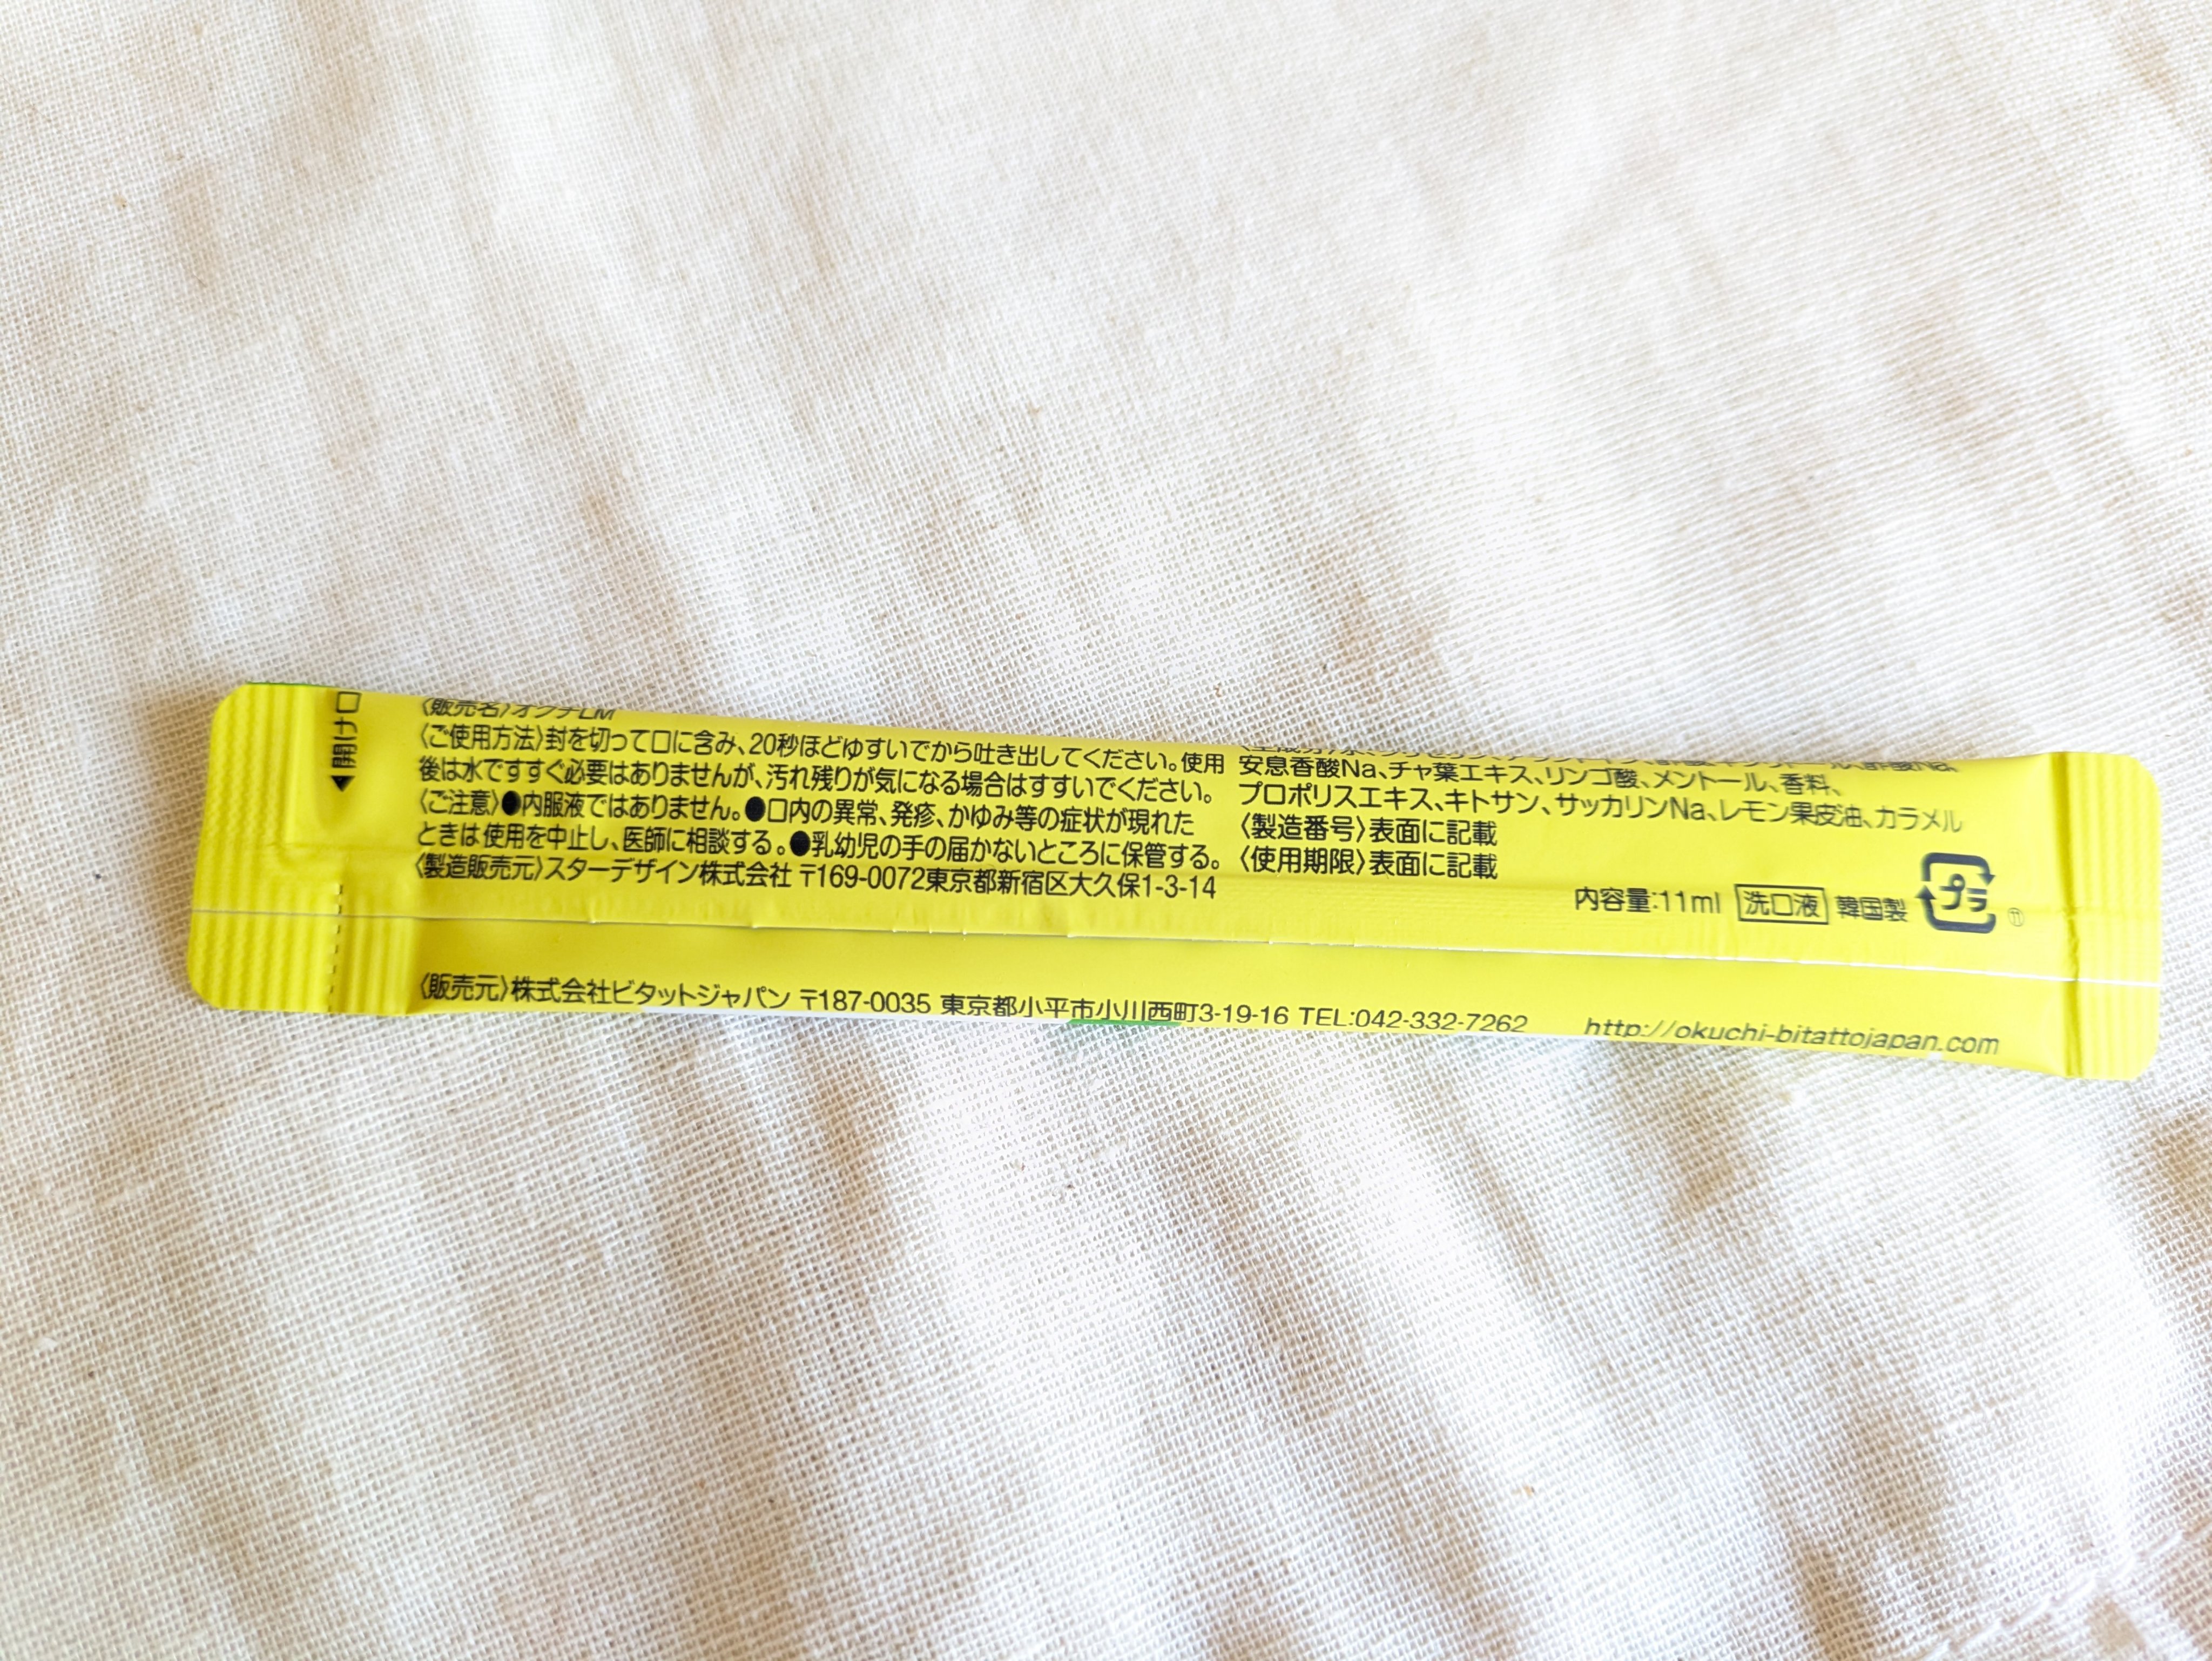 開け口
〈販売名〉オクチLM
〈ご使用方法〉封を切って口に含み、20秒ほどゆすいでから吐き出してください。使用
後は水ですすぐ必要はありませんが、汚れ残りが気になる場合はすすいでください。
〈ご注意〉●内服液ではありません。●口内の異常、発疹、かゆみ等の症状が現れた
ときは使用を中止し、医師に相談する。●乳幼児の手の届かないところに保管する。
〈製造販売元〉スターデザイン株式会社 〒169-0072東京都新宿区大久保1-3-14
安息香酸Na、チャ葉エキス、リンゴ酸、メントール、香料、
プロポリスエキス、キトサン、サッカリンNa、レモン果皮油、カラメル
〈製造番号〉表面に記載
〈使用期限〉表面に記載
内容量:11ml 洗口液 韓国製 プラ
〈販売元〉株式会社ビタットジャパン 〒187-0035 東京都小平市小川西町3-19-16 TEL:042-332-7262 http://okuchi-bitattojapan.com